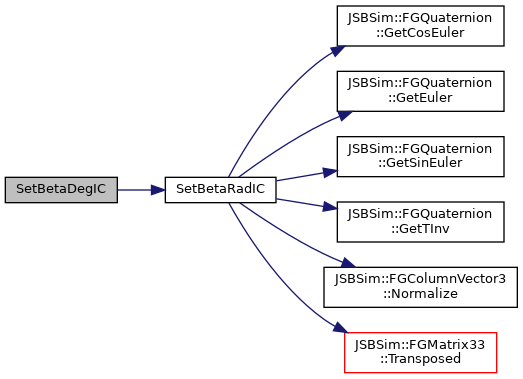 SetBetaDegIC
SetBetaRadIC
JSBSim::FGQuaternion
::GetCosEuler
JSBSim::FGQuaternion
::GetEuler
JSBSim::FGQuaternion
::GetSinEuler
JSBSim::FGQuaternion
::GetTInv
JSBSim::FGColumnVector3
::Normalize
JSBSim::FGMatrix33
::Transposed